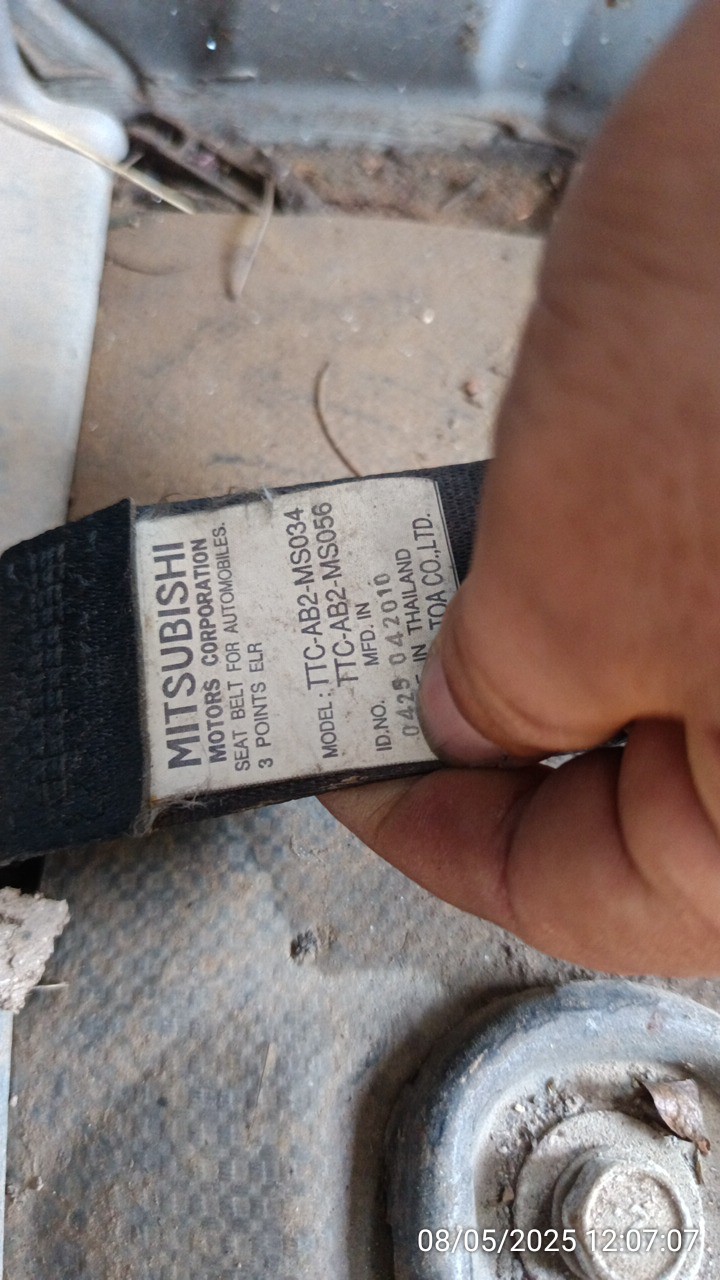 MITSUBISHI
MOTORS CORPORATION
SEAT BELT FOR AUTOMOBILES.
3 POINTS ELR
MODEL : TTC-AB2-MS034
TTC-AB2-MS056
ID.NO. MFD. IN
0425 042010
IN THAILAND
TOA CO.,LTD.
08/05/2025 12:07:07